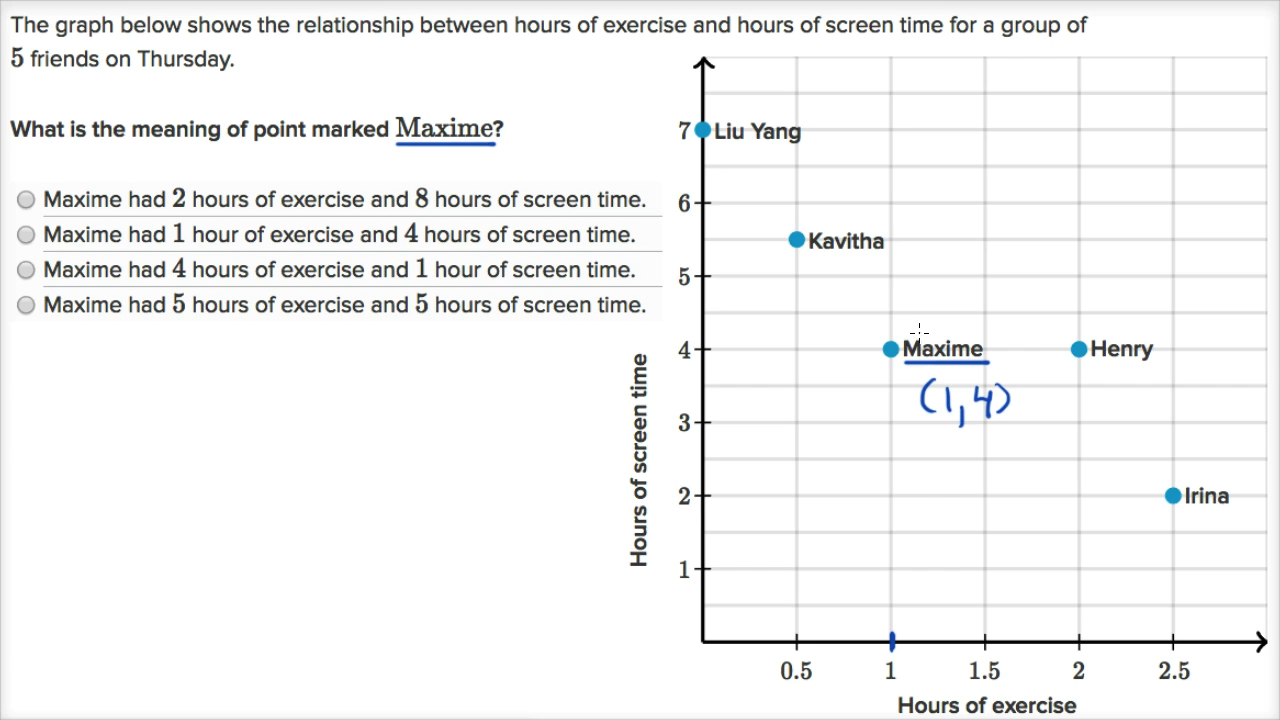 The graph below shows the relationship between hours of exercise and hours of screen time for a group of
5 friends on Thursday.
What is the meaning of point marked Maxime?
Maxime had 2 hours of exercise and 8 hours of screen time.
Maxime had 1 hour of exercise and 4 hours of screen time.
Maxime had 4 hours of exercise and 1 hour of screen time.
Maxime had 5 hours of exercise and 5 hours of screen time.
Hours of screen time
7 Liu Yang
6
Kavitha
5
4 Maxime Henry
(1,4)
3
2 Irina
1
0.5 1 1.5 2 2.5
Hours of exercise